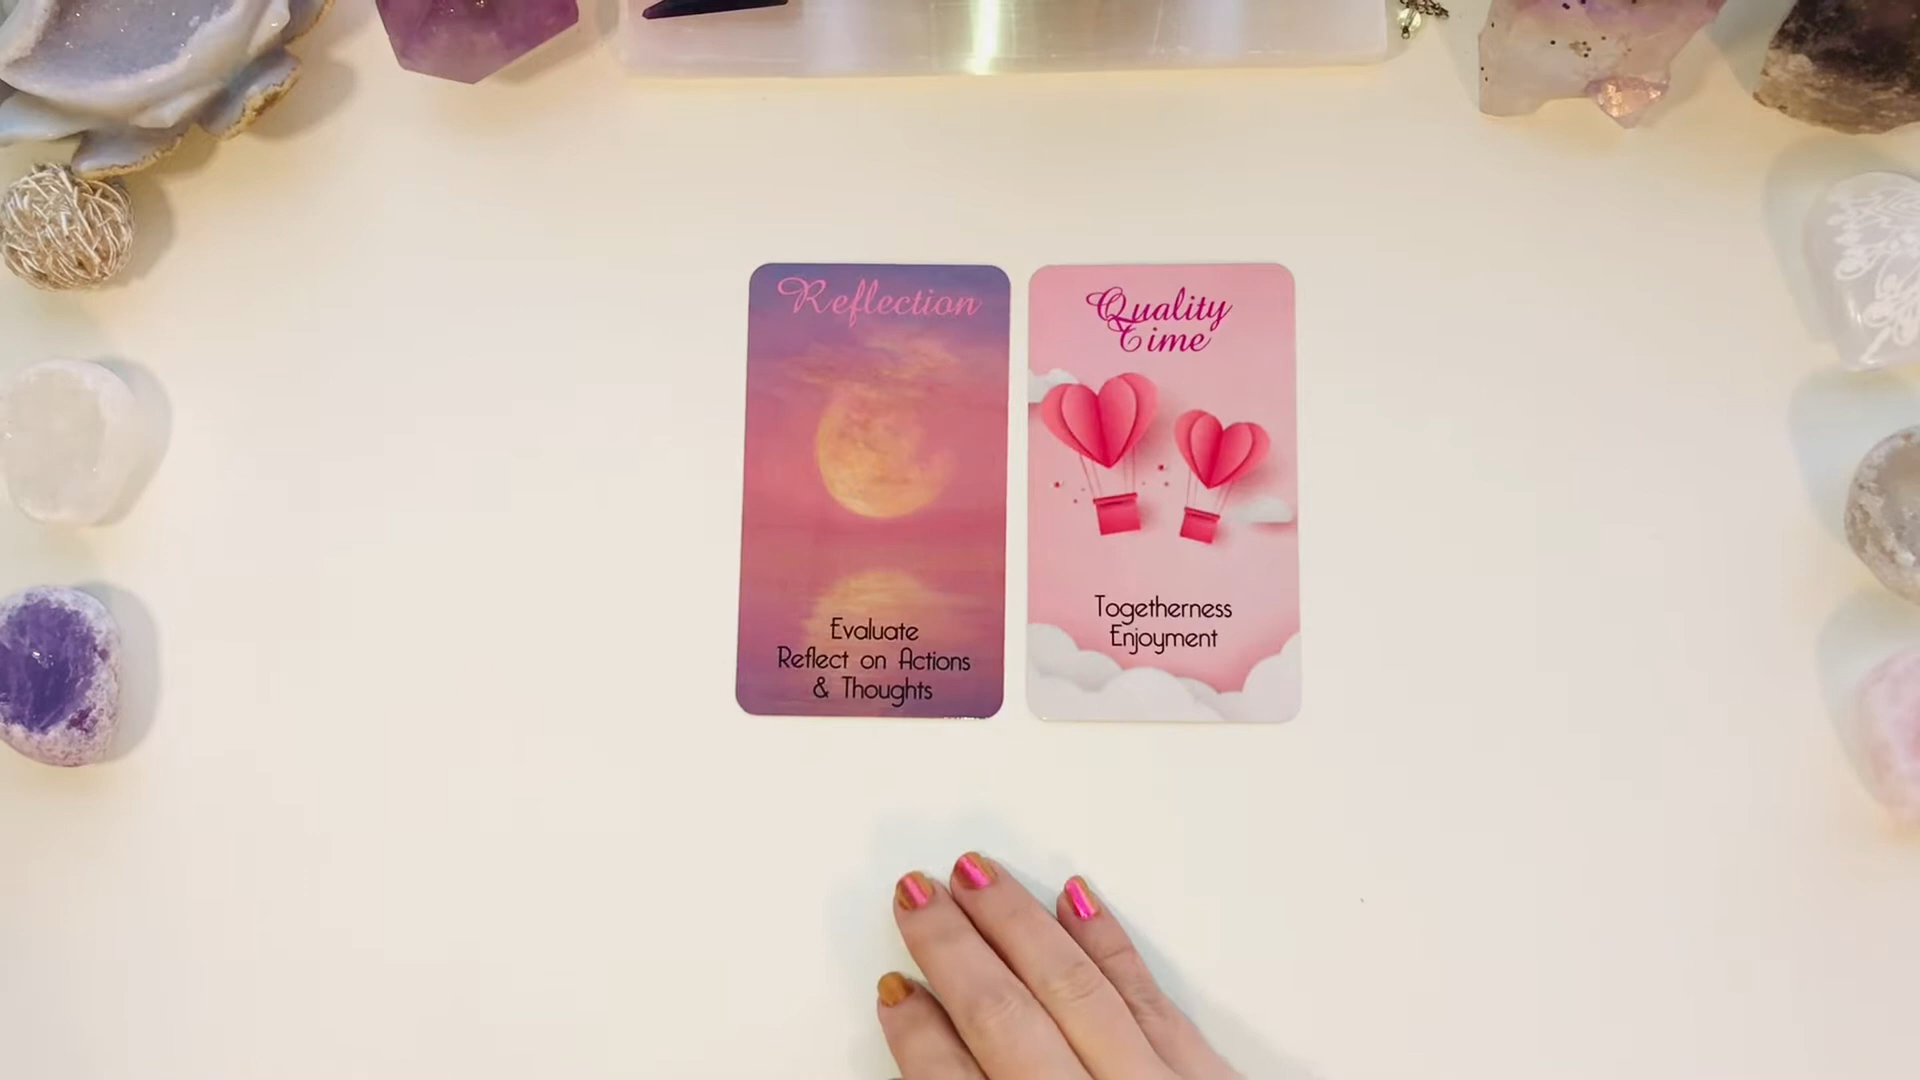 Reflection
Evaluate
Reflect on Actions
& Thoughts
Quality
Time
Togetherness
Enjoyment